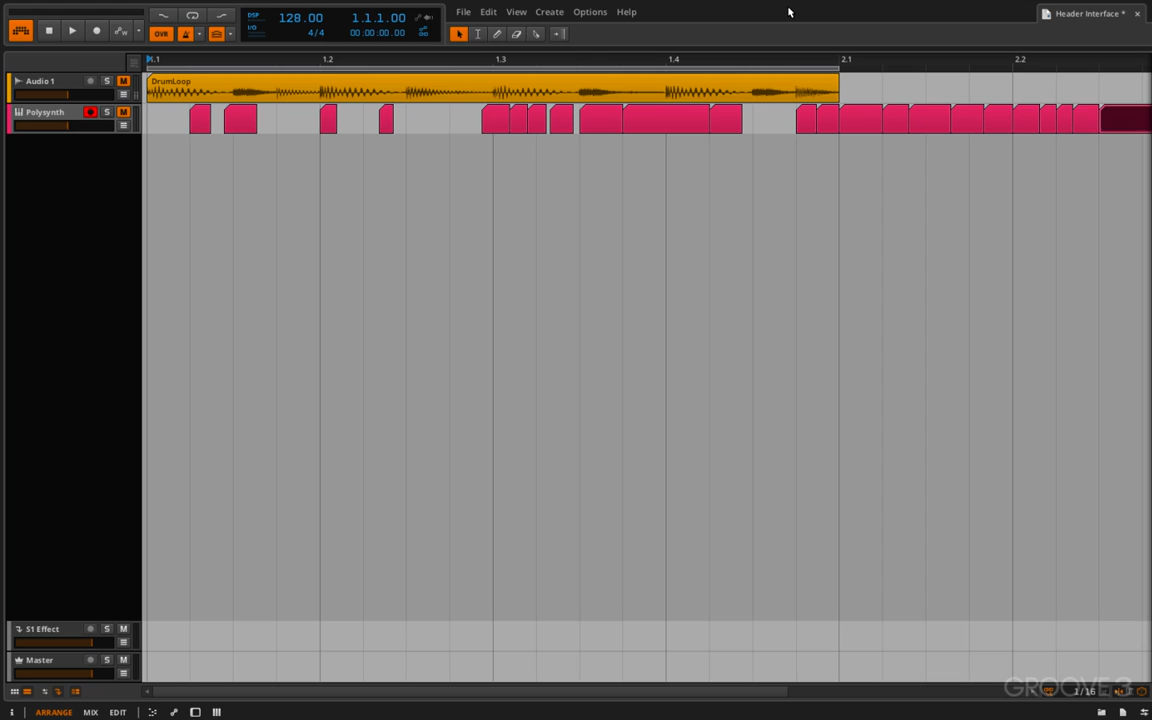 DSP
128.00
1.1.1.00
File Edit View Create Options Help
Header Interface *
OVR
I/O
4/4
00:00:00.00
1.1 1.2 1.3 1.4 2.1 2.2
Audio 1 S M
DrumLoop
Polysynth S M
S1 Effect S M
Master S M
GROOVE3
1/16
i ARRANGE MIX EDIT